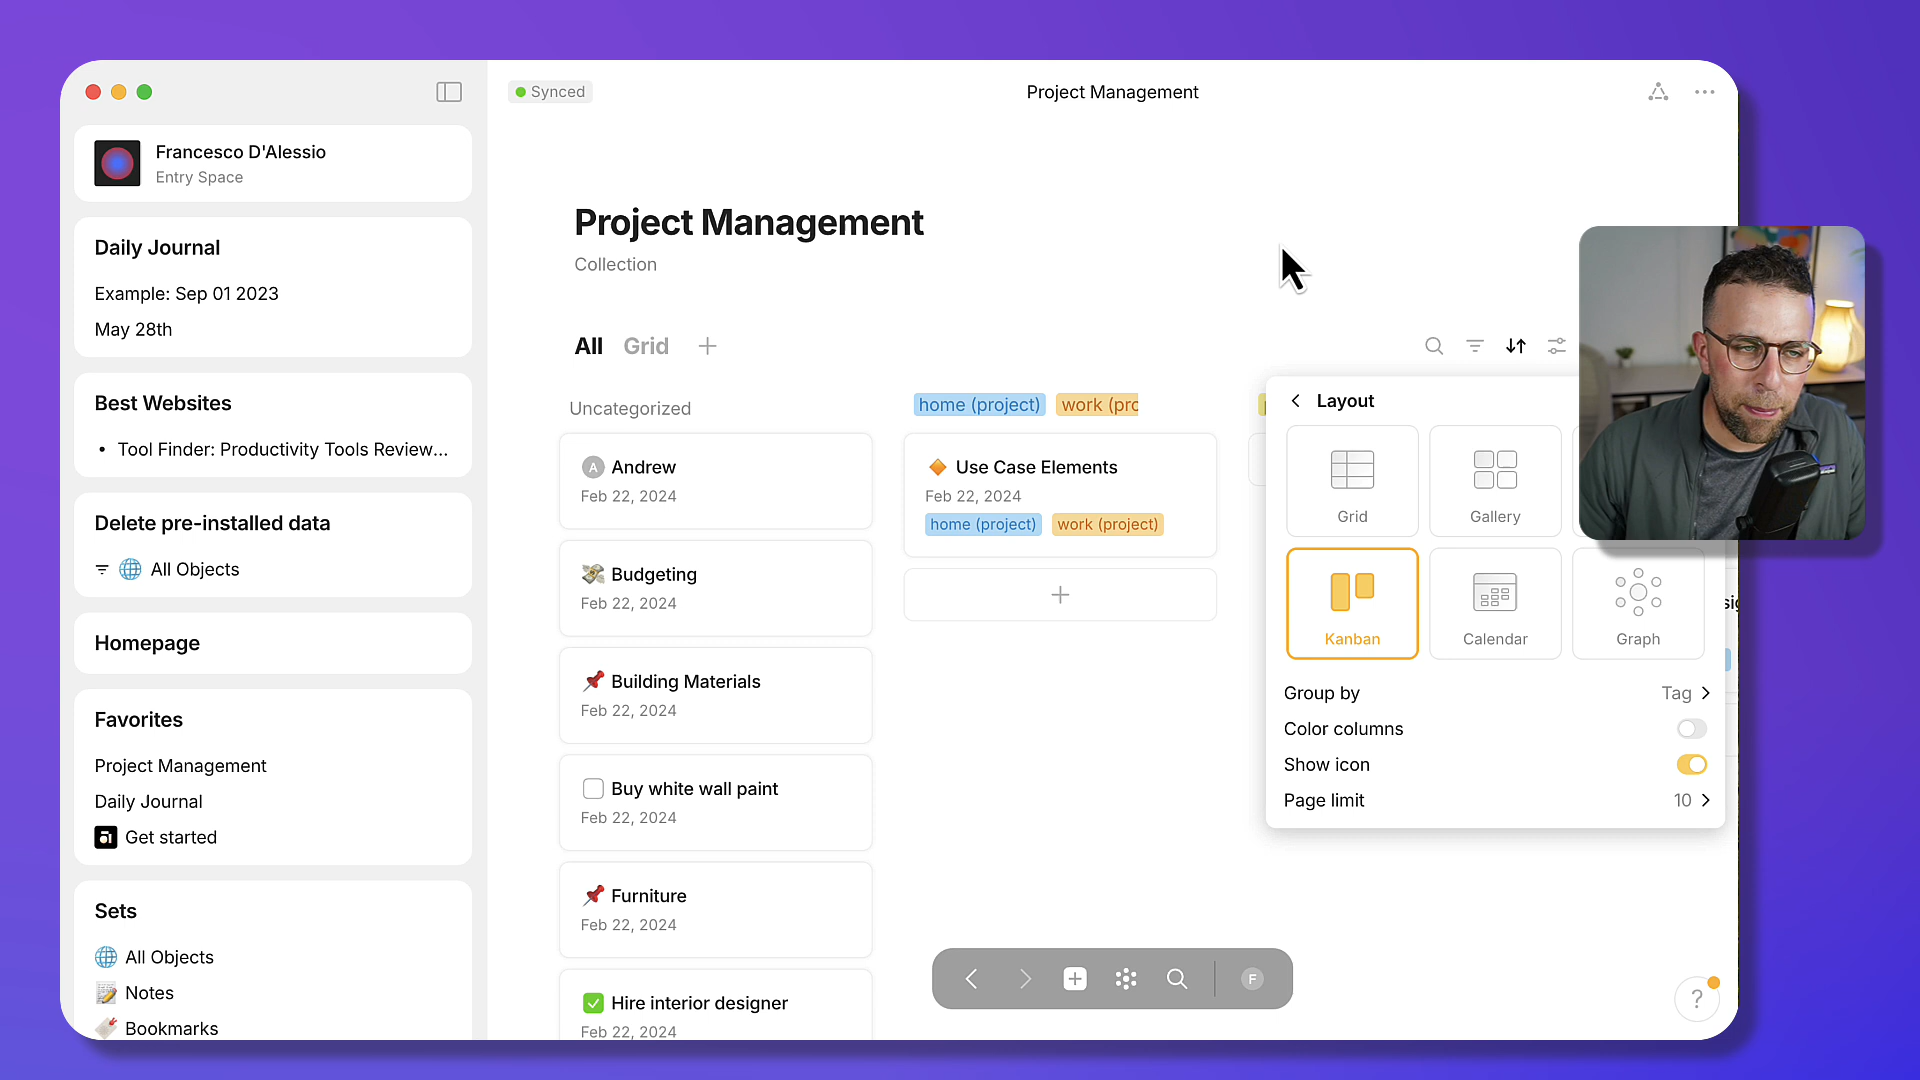 Francesco D'Alessio
Entry Space
Daily Journal
Example: Sep 01 2023
May 28th
Best Websites
• Tool Finder: Productivity Tools Review...
Delete pre-installed data
All Objects
Homepage
Favorites
Project Management
Daily Journal
Get started
Sets
All Objects
Notes
Bookmarks
Synced
Project Management
Project Management
Collection
All Grid
Uncategorized
A Andrew
Feb 22, 2024
Budgeting
Feb 22, 2024
Building Materials
Feb 22, 2024
Buy white wall paint
Feb 22, 2024
Furniture
Feb 22, 2024
Hire interior designer
Feb 22, 2024
home (project) work (pro
Use Case Elements
Feb 22, 2024
home (project) work (project)
Layout
Grid
Gallery
Kanban
Calendar
Graph
Group by Tag
Color columns
Show icon
Page limit 10
F
?